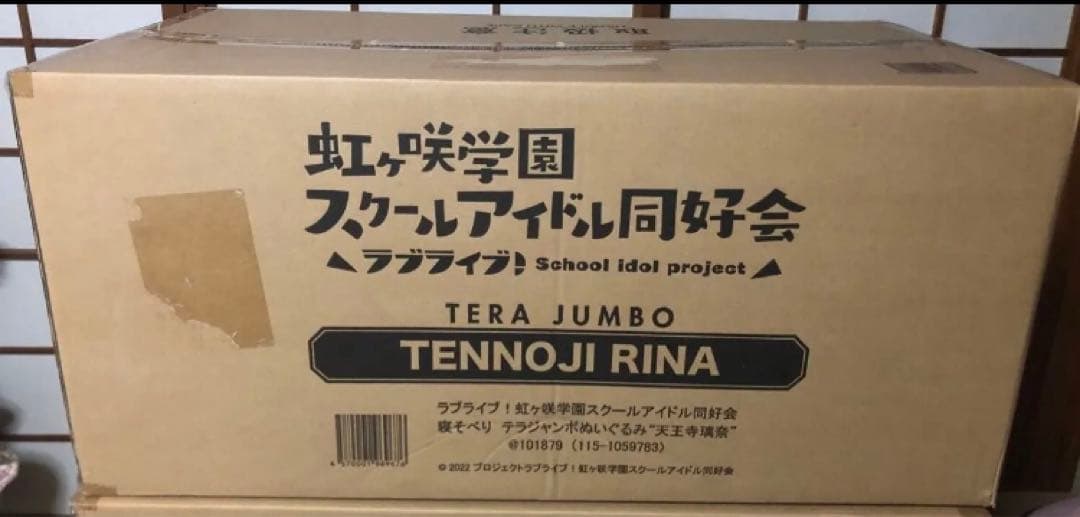 取扱注意
虹ヶ咲学園
スクールアイドル同好会
ラブライブ! School idol project
TERA JUMBO
TENNOJI RINA
ラブライブ!虹ヶ咲学園スクールアイドル同好会
寝そべり テラジャンボぬいぐるみ"天王寺璃奈"
@101879 (115-1059783)
© 2022 プロジェクトラブライブ!虹ヶ咲学園スクールアイドル同好会